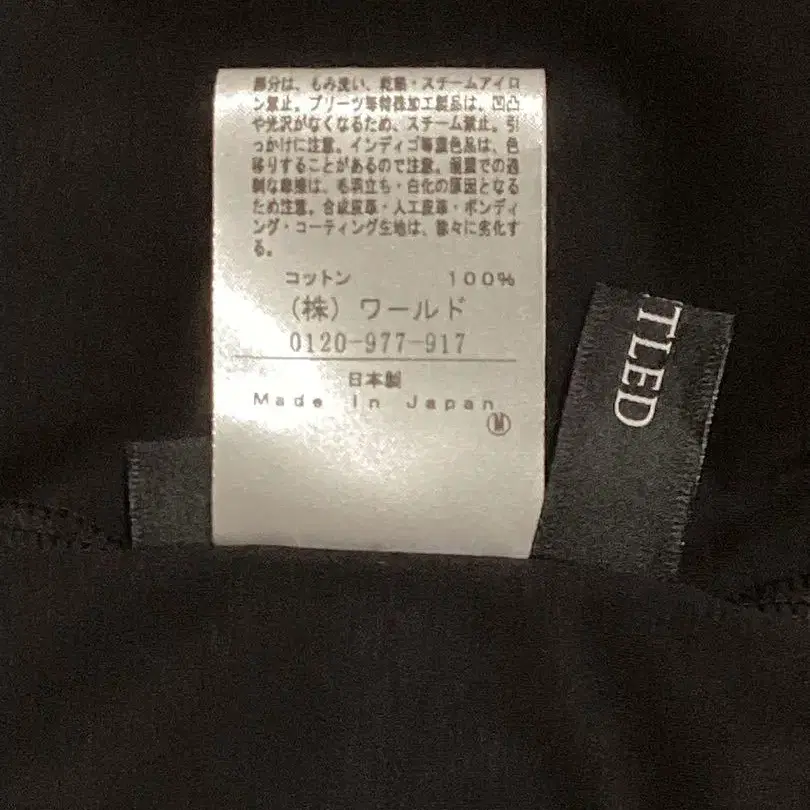 部分は、もみ洗い、乾燥・スチームアイロ
ン禁止。プリーツ等特殊加工製品は、凹凸
や光沢がなくなるため、スチーム禁止。引
っかけに注意。インディゴ等濃色品は、色
移りすることがあるので注意。着用での過
剰な摩擦は、毛羽立ち・白化の原因となる
ため注意。合成皮革・人工皮革・ボンディ
ング・コーティング生地は、徐々に劣化す
る。
コットン 100%
(株) ワールド
0120-977-917
日本製
Made in Japan
M
TLED